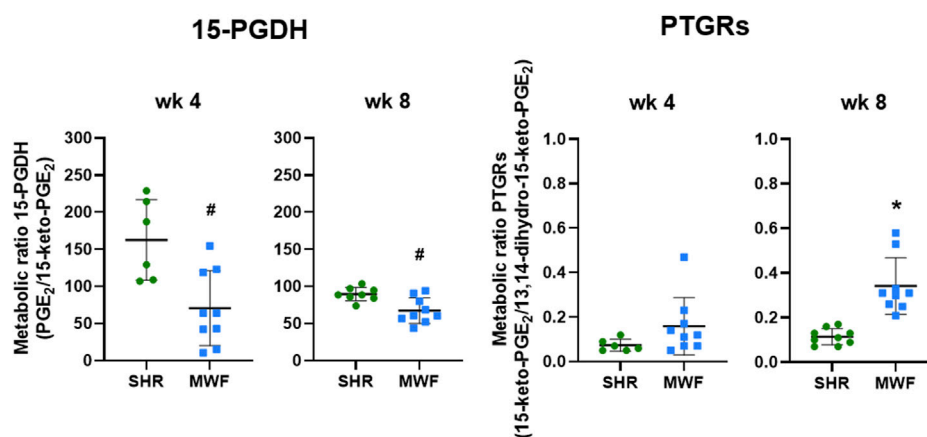 15-PGDH
PTGRs
wk 4
wk 8
wk 4
wk 8
Metabolic ratio 15-PGDH
(PGE₂/15-keto-PGE₂)
300
250
200
150
100
50
0
#
SHR
MWF
300
250
200
150
100
50
0
#
SHR
MWF
Metabolic ratio PTGRs
(15-keto-PGE₂/13,14-dihydro-15-keto-PGE₂)
1.0
0.8
0.6
0.4
0.2
0.0
SHR
MWF
1.0
0.8
0.6
0.4
0.2
0.0
*
SHR
MWF